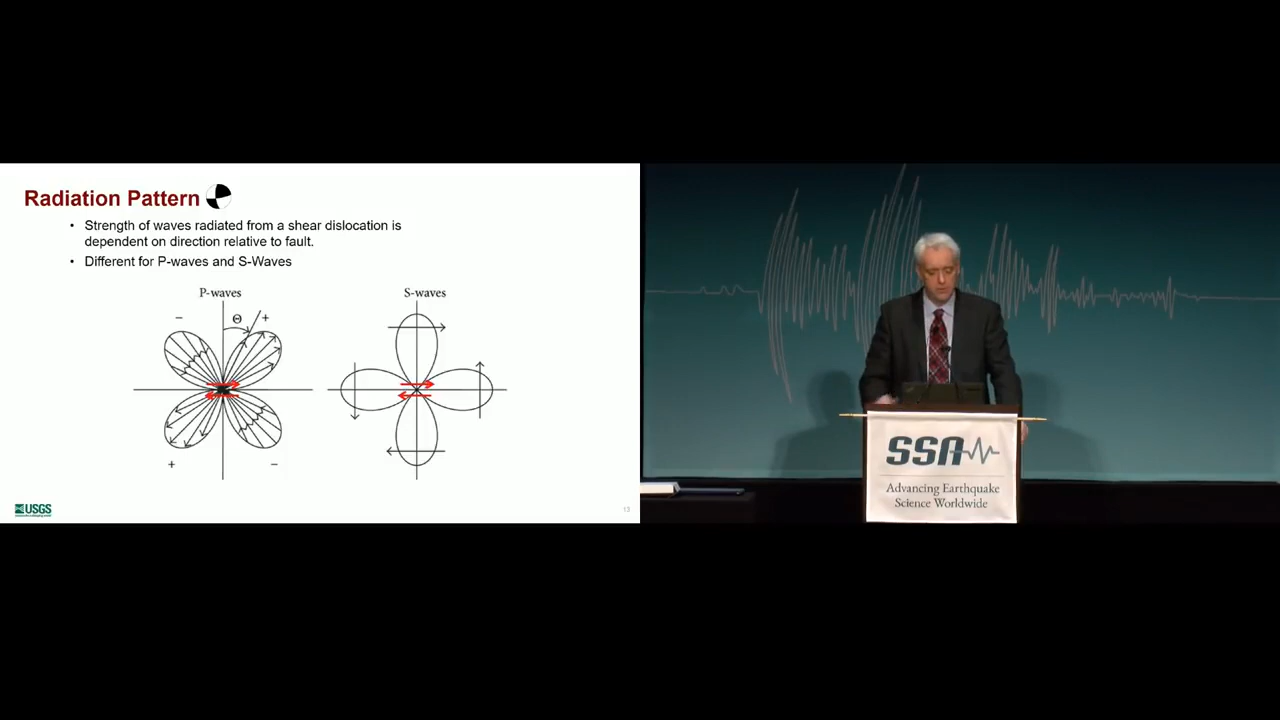 Radiation Pattern
• Strength of waves radiated from a shear dislocation is
dependent on direction relative to fault.
• Different for P-waves and S-Waves
P-waves
S-waves
− Θ +
+ −
USGS
13
SSA
Advancing Earthquake
Science Worldwide